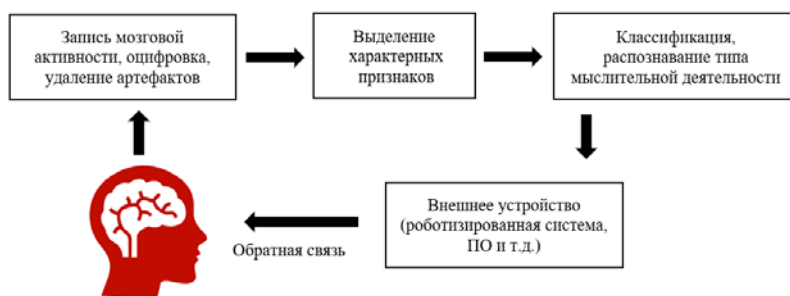 Запись мозговой
активности, оцифровка,
удаление артефактов
Выделение
характерных
признаков
Классификация,
распознавание типа
мыслительной деятельности
Внешнее устройство
(роботизированная система,
ПО и т.д.)
Обратная связь